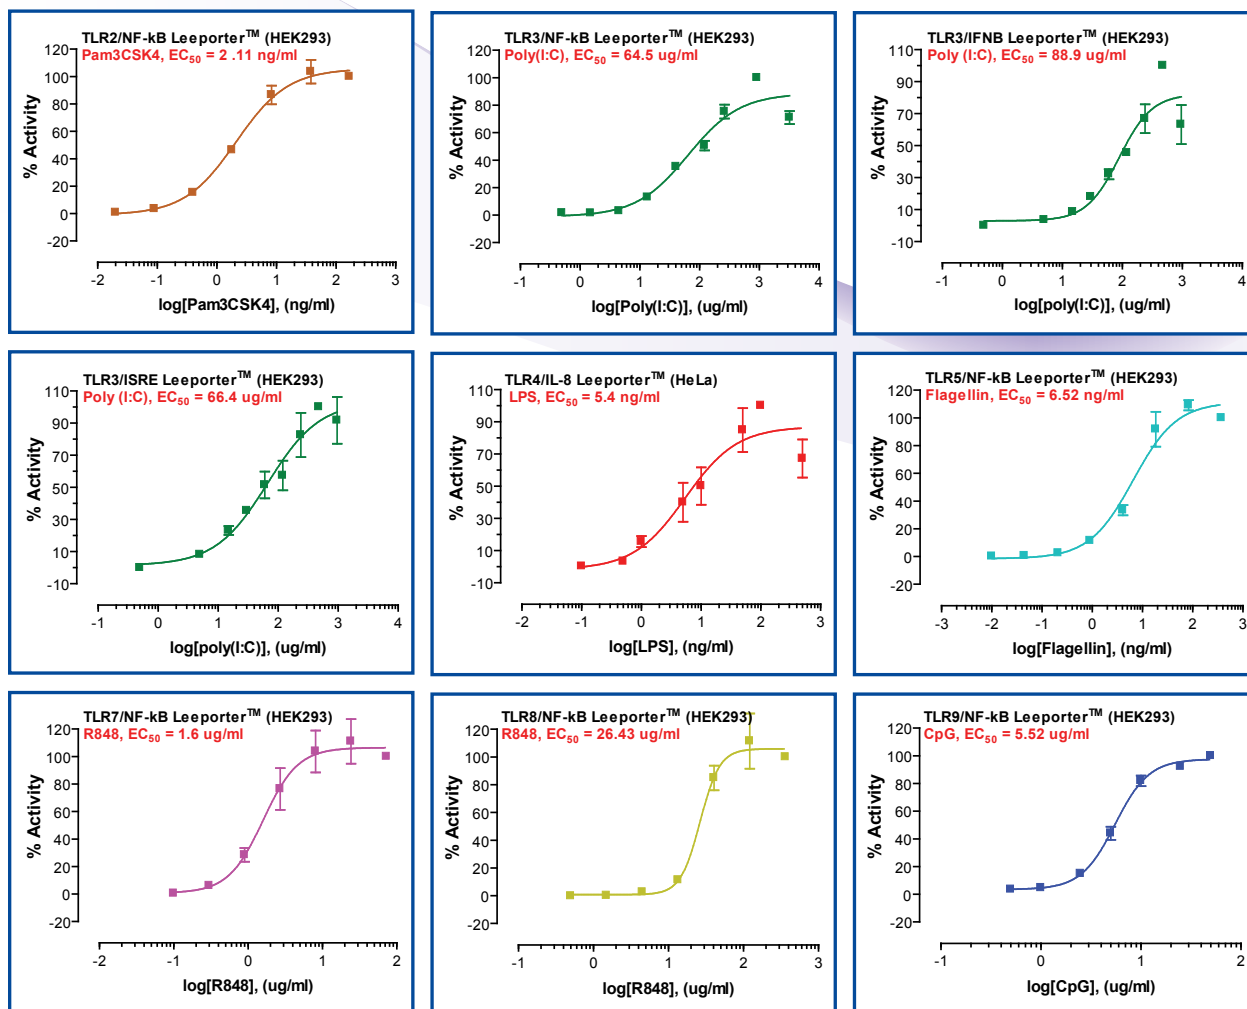 TLR2/NF-kB Leeporter™ (HEK293)
Pam3CSK4, EC50 = 2 .11 ng/ml
% Activity
120
100
80
60
40
20
0
-20
-2 -1 0 1 2 3
log[Pam3CSK4], (ng/ml)
TLR3/NF-kB Leeporter™ (HEK293)
Poly(I:C), EC50 = 64.5 ug/ml
% Activity
120
100
80
60
40
20
0
-20
-1 0 1 2 3 4
log[Poly(I:C)], (ug/ml)
TLR3/IFNB Leeporter™ (HEK293)
Poly (I:C), EC50 = 88.9 ug/ml
% Activity
110
90
70
50
30
10
-10
-1 0 1 2 3 4
log[poly(I:C)], (ug/ml)
TLR3/ISRE Leeporter™ (HEK293)
Poly (I:C), EC50 = 66.4 ug/ml
% Activity
110
90
70
50
30
10
-10
-1 0 1 2 3 4
log[poly(I:C)], (ug/ml)
TLR4/IL-8 Leeporter™ (HeLa)
LPS, EC50 = 5.4 ng/ml
% Activity
110
90
70
50
30
10
-10
-2 -1 0 1 2 3
log[LPS], (ng/ml)
TLR5/NF-kB Leeporter™ (HEK293)
Flagellin, EC50 = 6.52 ng/ml
% Activity
120
100
80
60
40
20
0
-20
-3 -2 -1 0 1 2 3
log[Flagellin], (ng/ml)
TLR7/NF-kB Leeporter™ (HEK293)
R848, EC50 = 1.6 ug/ml
% Activity
120
100
80
60
40
20
0
-20
-2 -1 0 1 2
log[R848], (ug/ml)
TLR8/NF-kB Leeporter™ (HEK293)
R848, EC50 = 26.43 ug/ml
% Activity
120
100
80
60
40
20
0
-20
-1 0 1 2 3
log[R848], (ug/ml)
TLR9/NF-kB Leeporter™ (HEK293)
CpG, EC50 = 5.52 ug/ml
% Activity
120
100
80
60
40
20
0
-20
-1 0 1 2
log[CpG], (ug/ml)